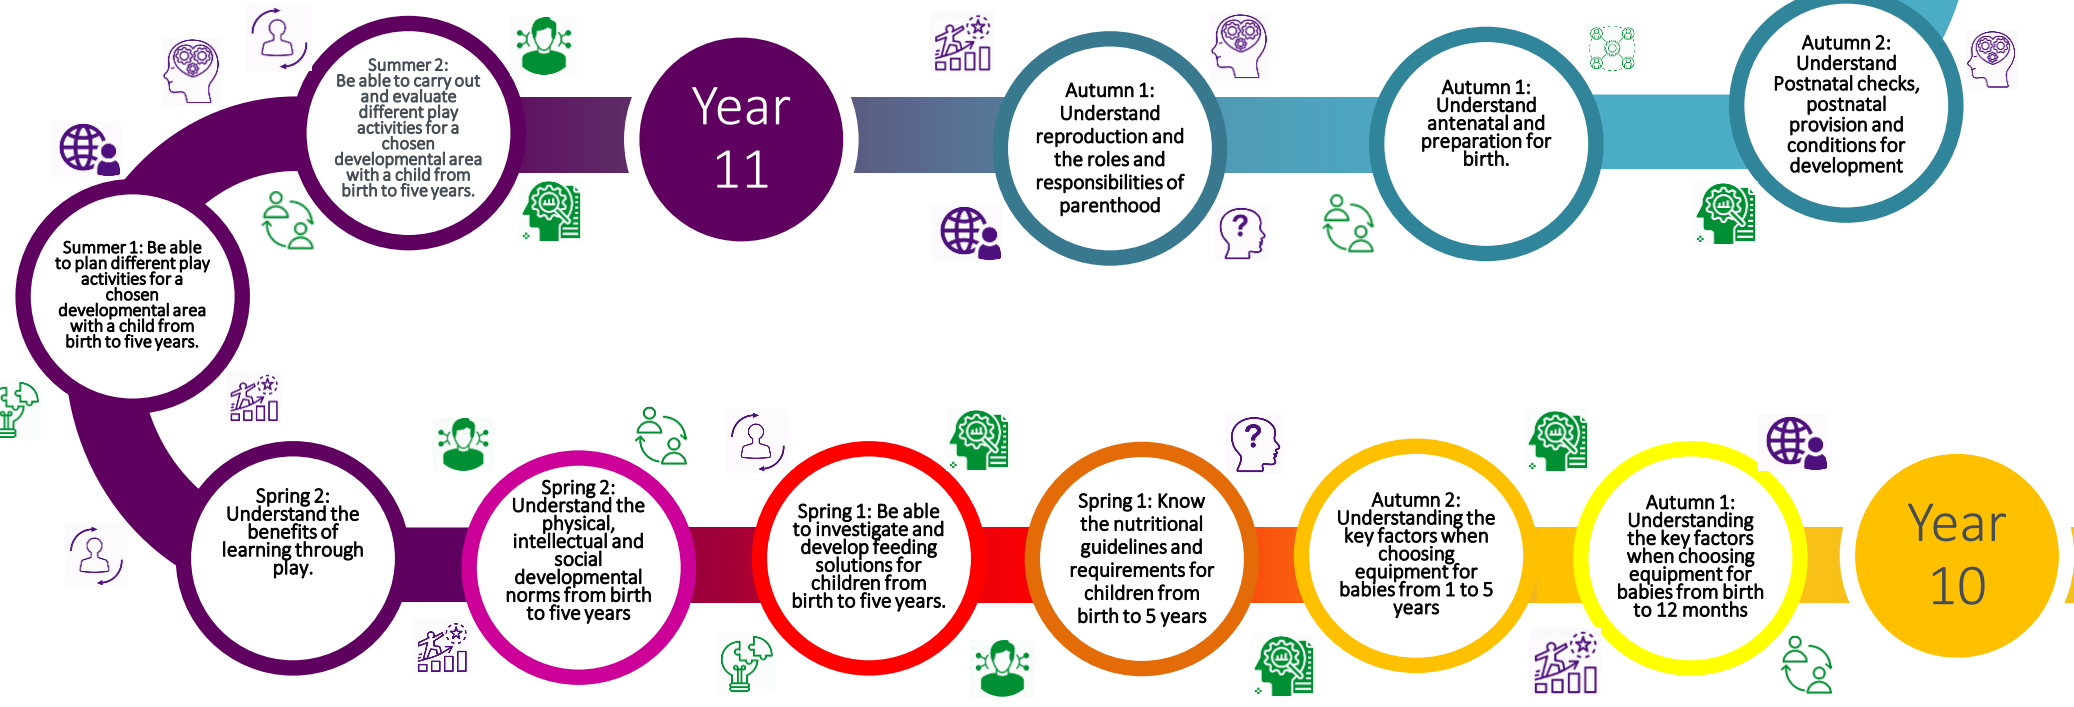 Summer 2:
Be able to carry out
and evaluate
different play
activities for a
chosen
developmental area
with a child from
birth to five years.
Year
11
Autumn 1:
Understand
reproduction and
the roles and
responsibilities of
parenthood
Autumn 1:
Understand
antenatal and
preparation for
birth.
Autumn 2:
Understand
Postnatal checks,
postnatal
provision and
conditions for
development
Summer 1: Be able
to plan different play
activities for a
chosen
developmental area
with a child from
birth to five years.
Spring 2:
Understand the
benefits of
learning through
play.
Spring 2:
Understand the
physical,
intellectual and
social
developmental
norms from birth
to five years
Spring 1: Be able
to investigate and
develop feeding
solutions for
children from
birth to five years.
Spring 1: Know
the nutritional
guidelines and
requirements for
children from
birth to 5 years
Autumn 2:
Understanding the
key factors when
choosing
equipment for
babies from 1 to 5
years
Autumn 1:
Understanding
the key factors
when choosing
equipment for
babies from birth
to 12 months
Year
10